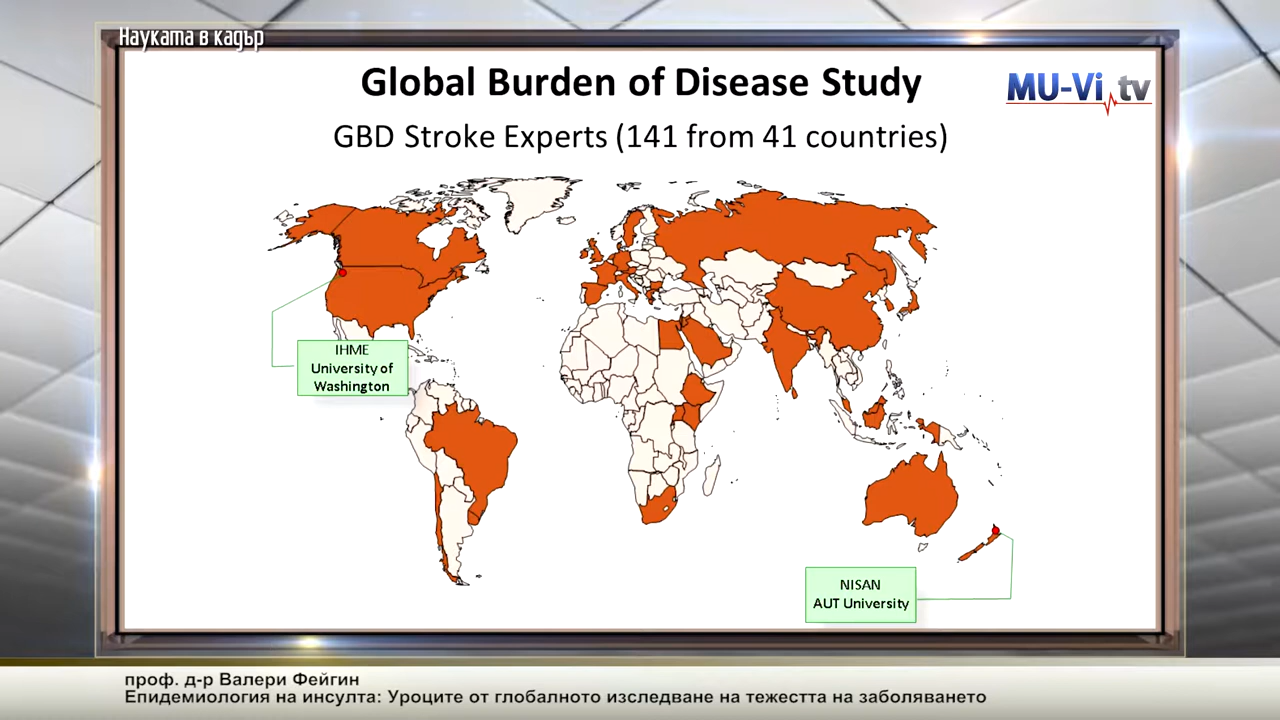 Науката в кадър
Global Burden of Disease Study
MU-Vi.tv
GBD Stroke Experts (141 from 41 countries)
IHME
University of
Washington
NISAN
AUT University
проф. д-р Валери Фейгин
Епидемиология на инсулта: Уроците от глобалното изследване на тежестта на заболяването